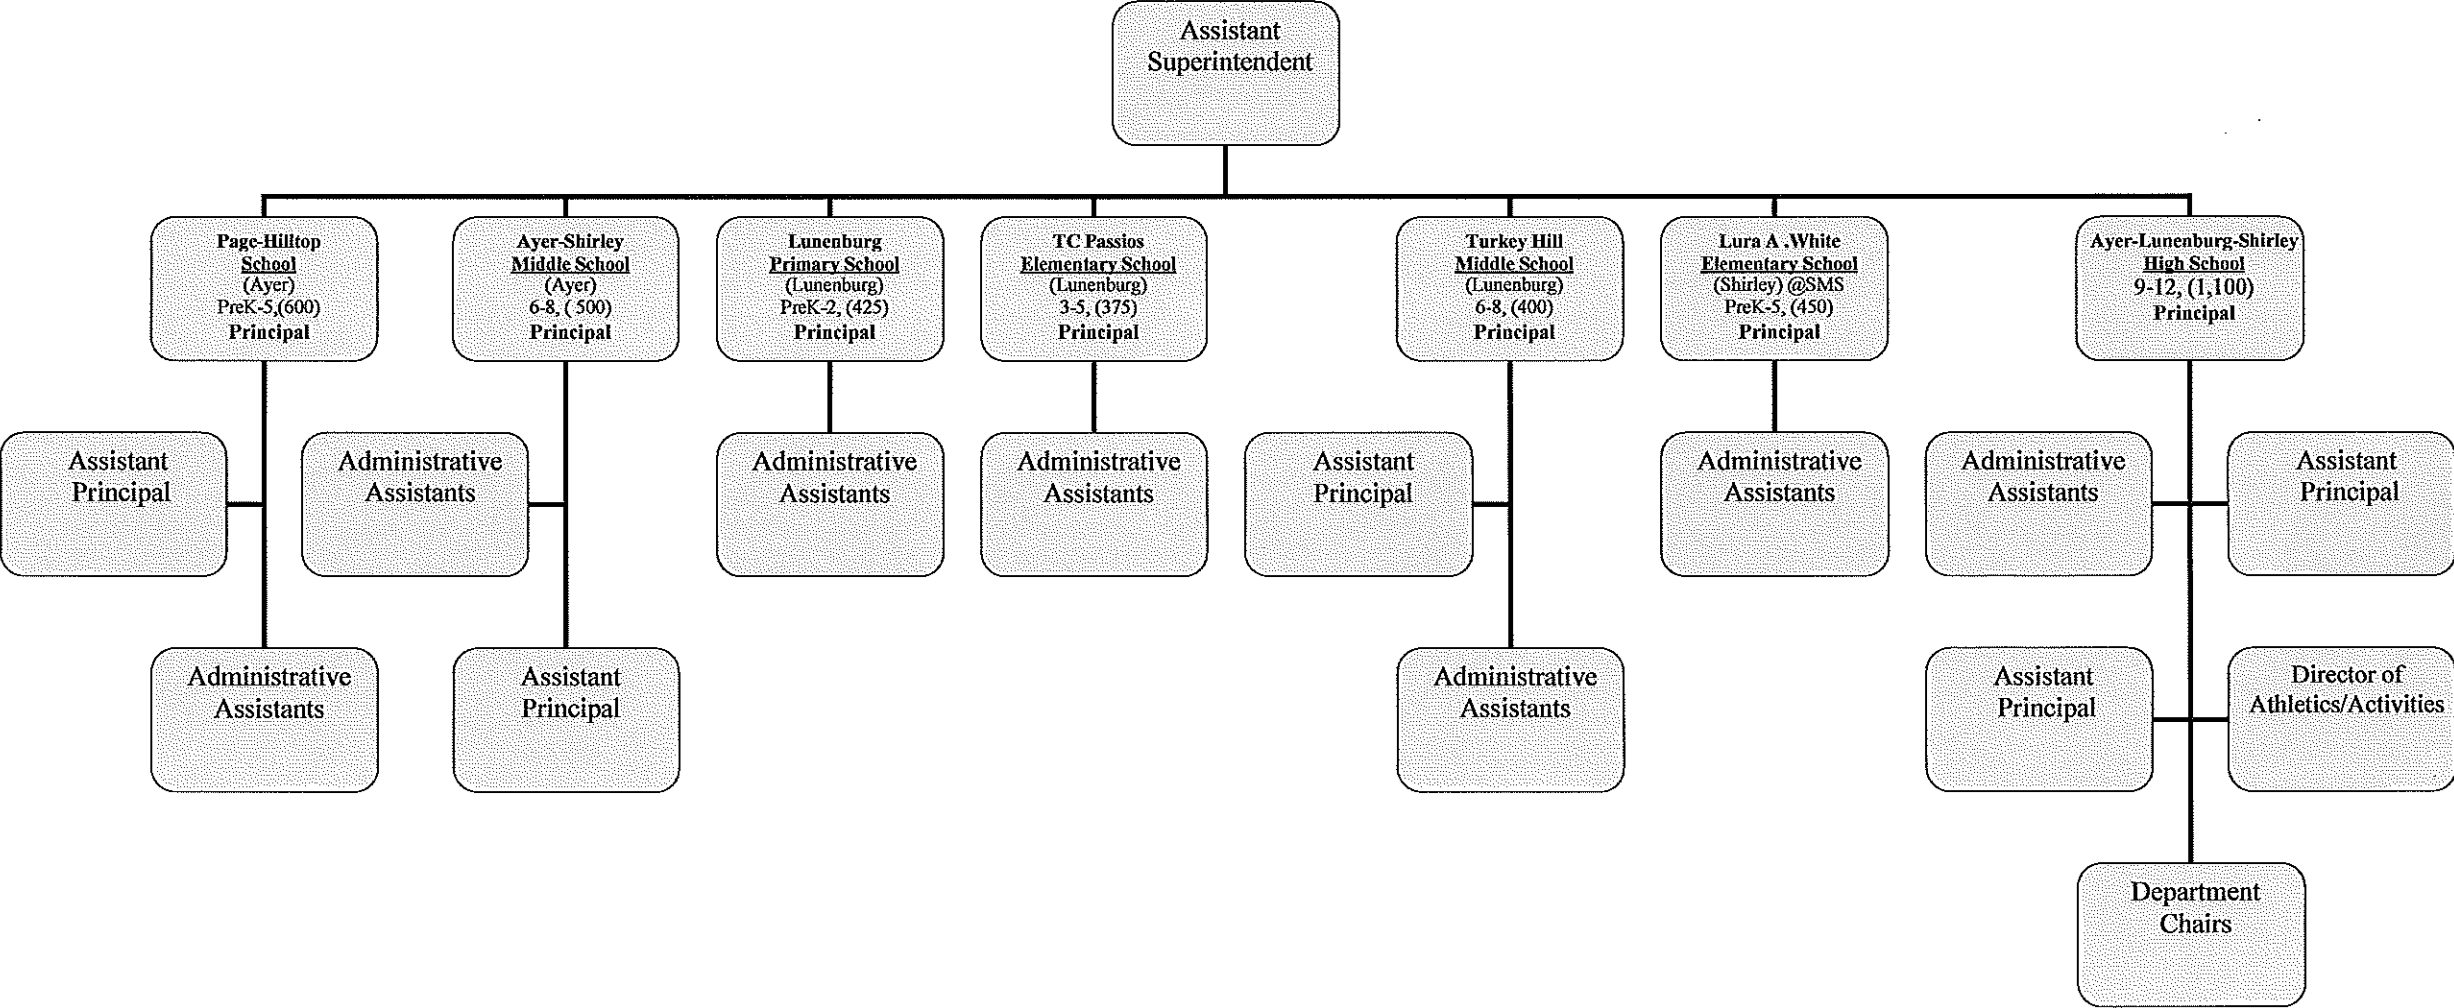 Assistant
Superintendent
Page-Hilltop
School
(Ayer)
PreK-5,(600)
Principal
Ayer-Shirley
Middle School
(Ayer)
6-8, ( 500)
Principal
Lunenburg
Primary School
(Lunenburg)
PreK-2, (425)
Principal
TC Passios
Elementary School
(Lunenburg)
3-5, (375)
Principal
Turkey Hill
Middle School
(Lunenburg)
6-8, (400)
Principal
Lura A .White
Elementary School
(Shirley) @SMS
PreK-5, (450)
Principal
Ayer-Lunenburg-Shirley
High School
9-12, (1,100)
Principal
Assistant
Principal
Administrative
Assistants
Administrative
Assistants
Administrative
Assistants
Assistant
Principal
Administrative
Assistants
Administrative
Assistants
Assistant
Principal
Administrative
Assistants
Assistant
Principal
Administrative
Assistants
Assistant
Principal
Director of
Athletics/Activities
Department
Chairs